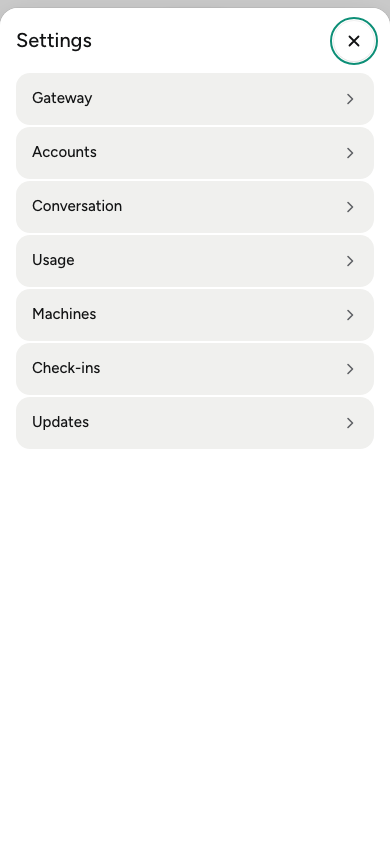 Settings
Gateway
Accounts
Conversation
Usage
Machines
Check-ins
Updates